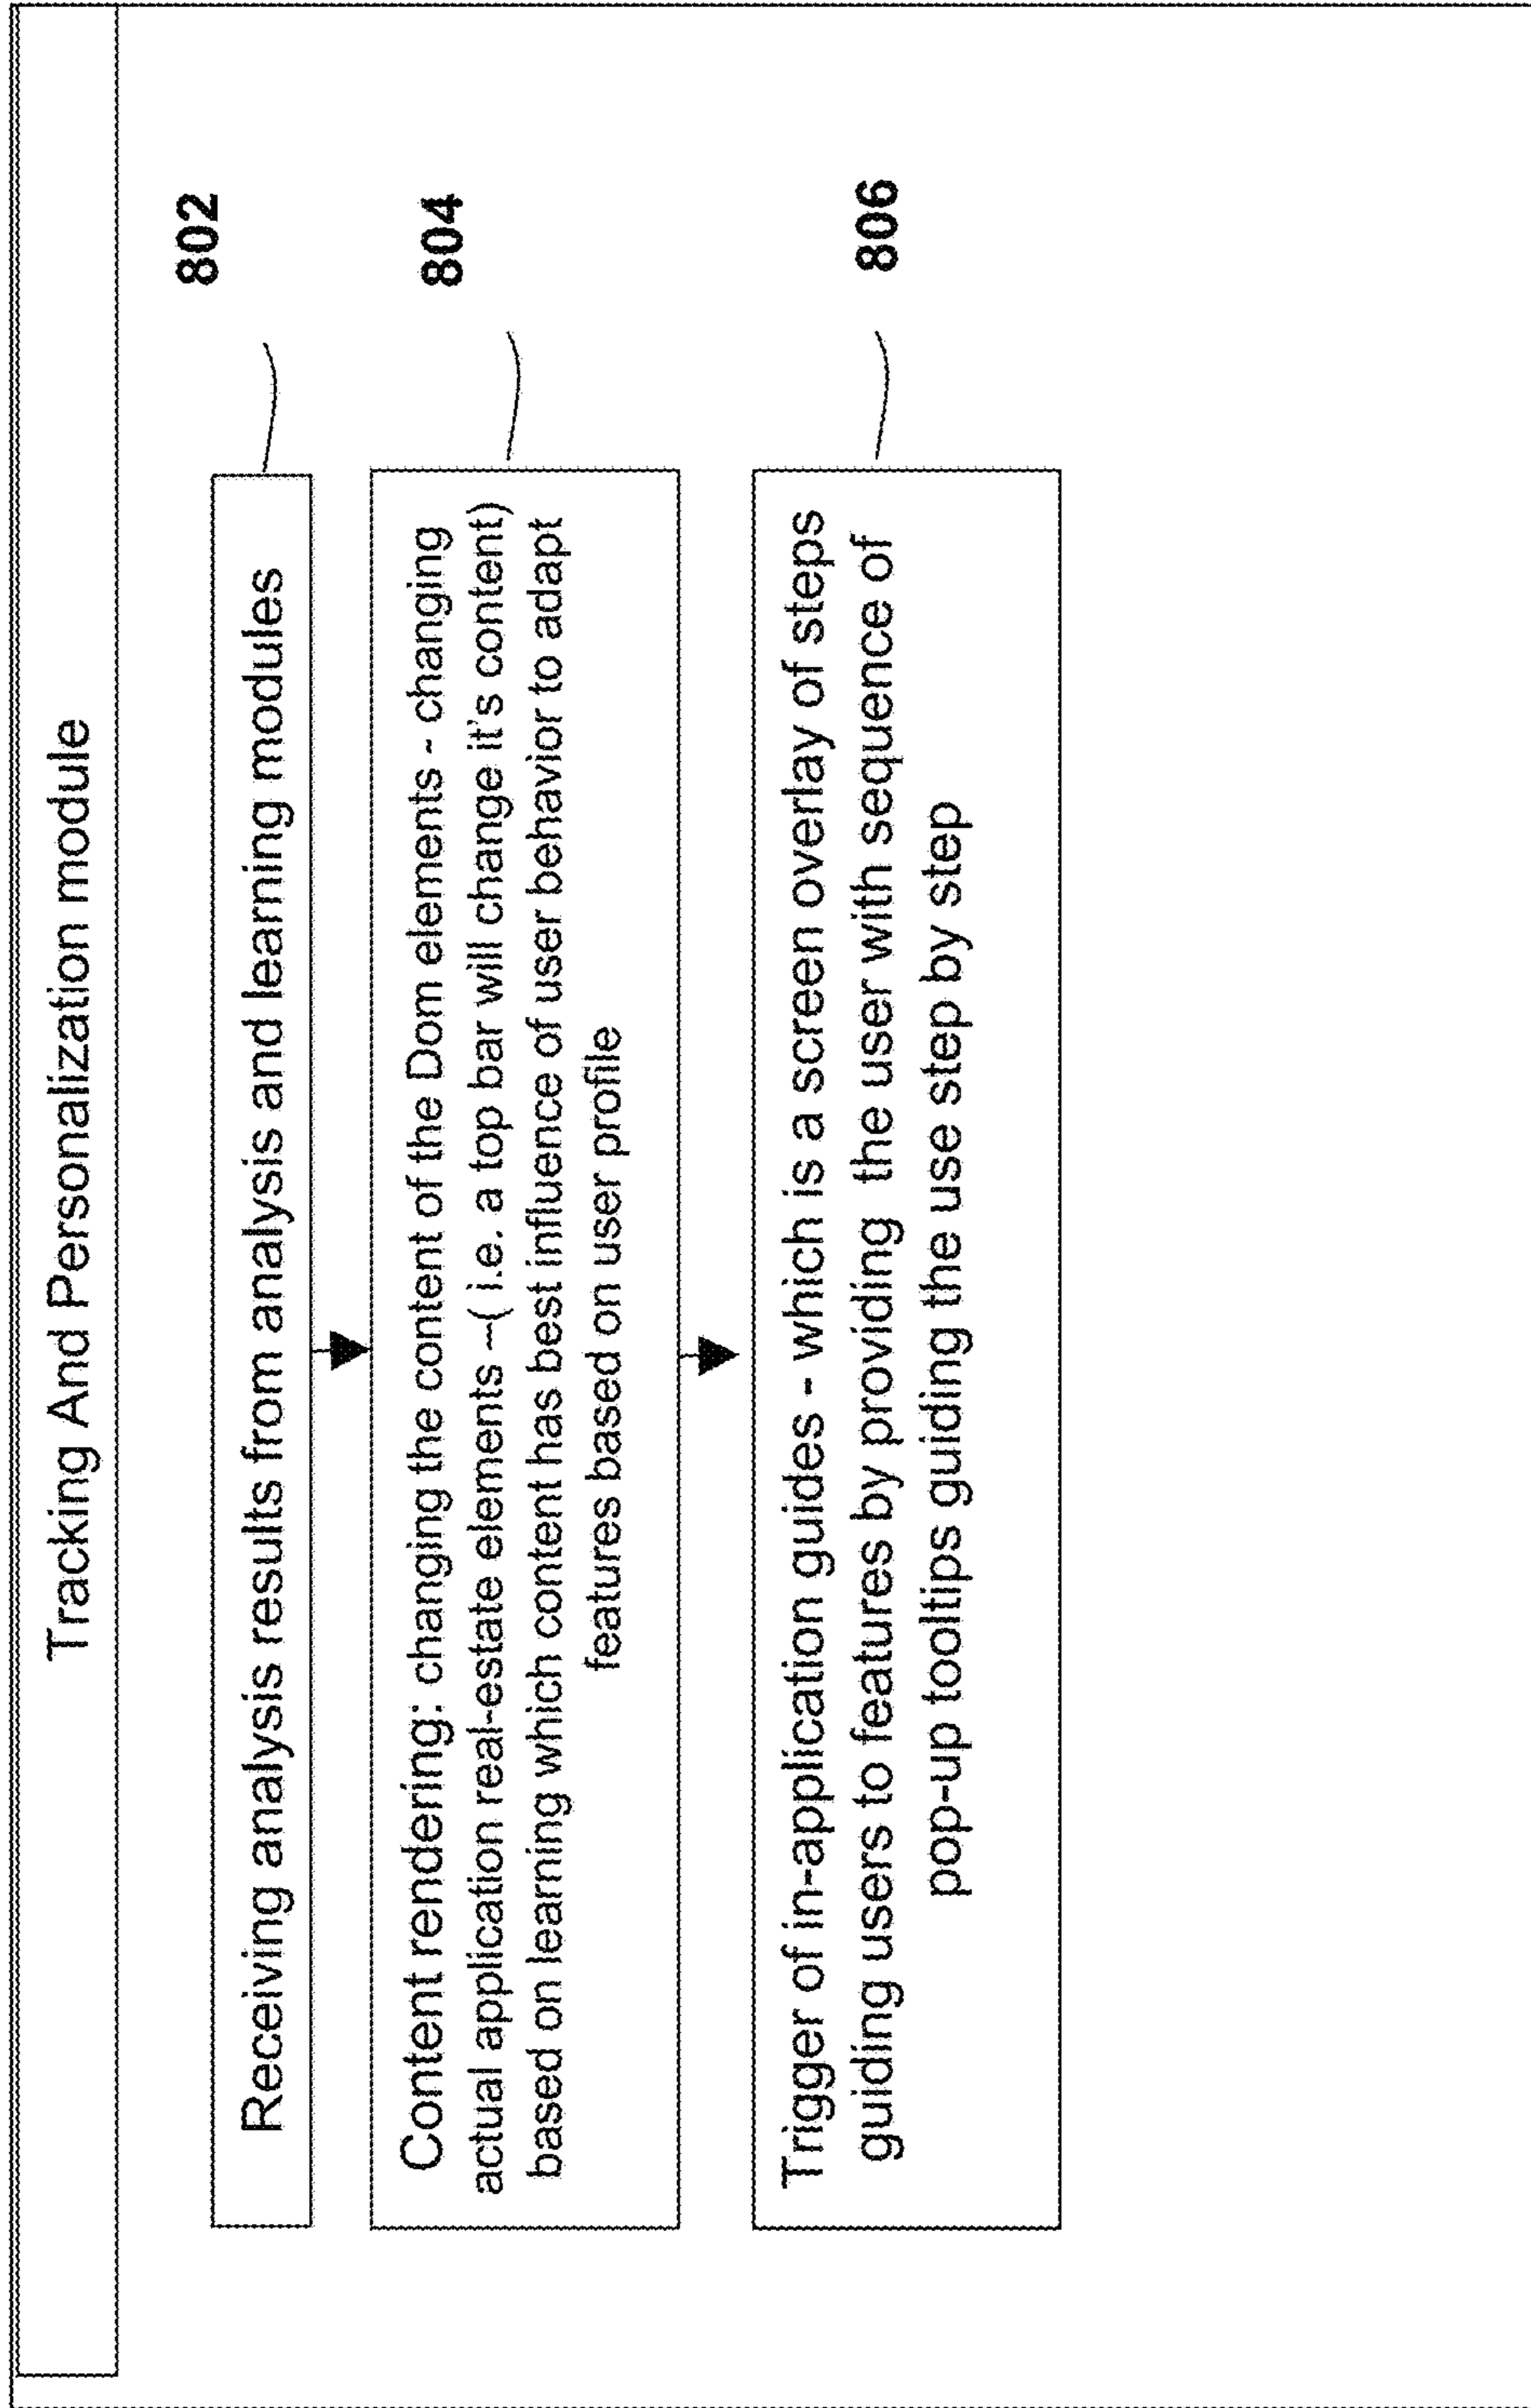 Tracking And Personalization module
802
Receiving analysis results from analysis and learning modules
804
Content rendering: changing the content of the Dom elements - changing
actual application real-estate elements --( i.e. a top bar will change it's content)
based on learning which content has best influence of user behavior to adapt
features based on user profile
806
Trigger of in-application guides - which is a screen overlay of steps
guiding users to features by providing the user with sequence of
pop-up tooltips guiding the use step by step